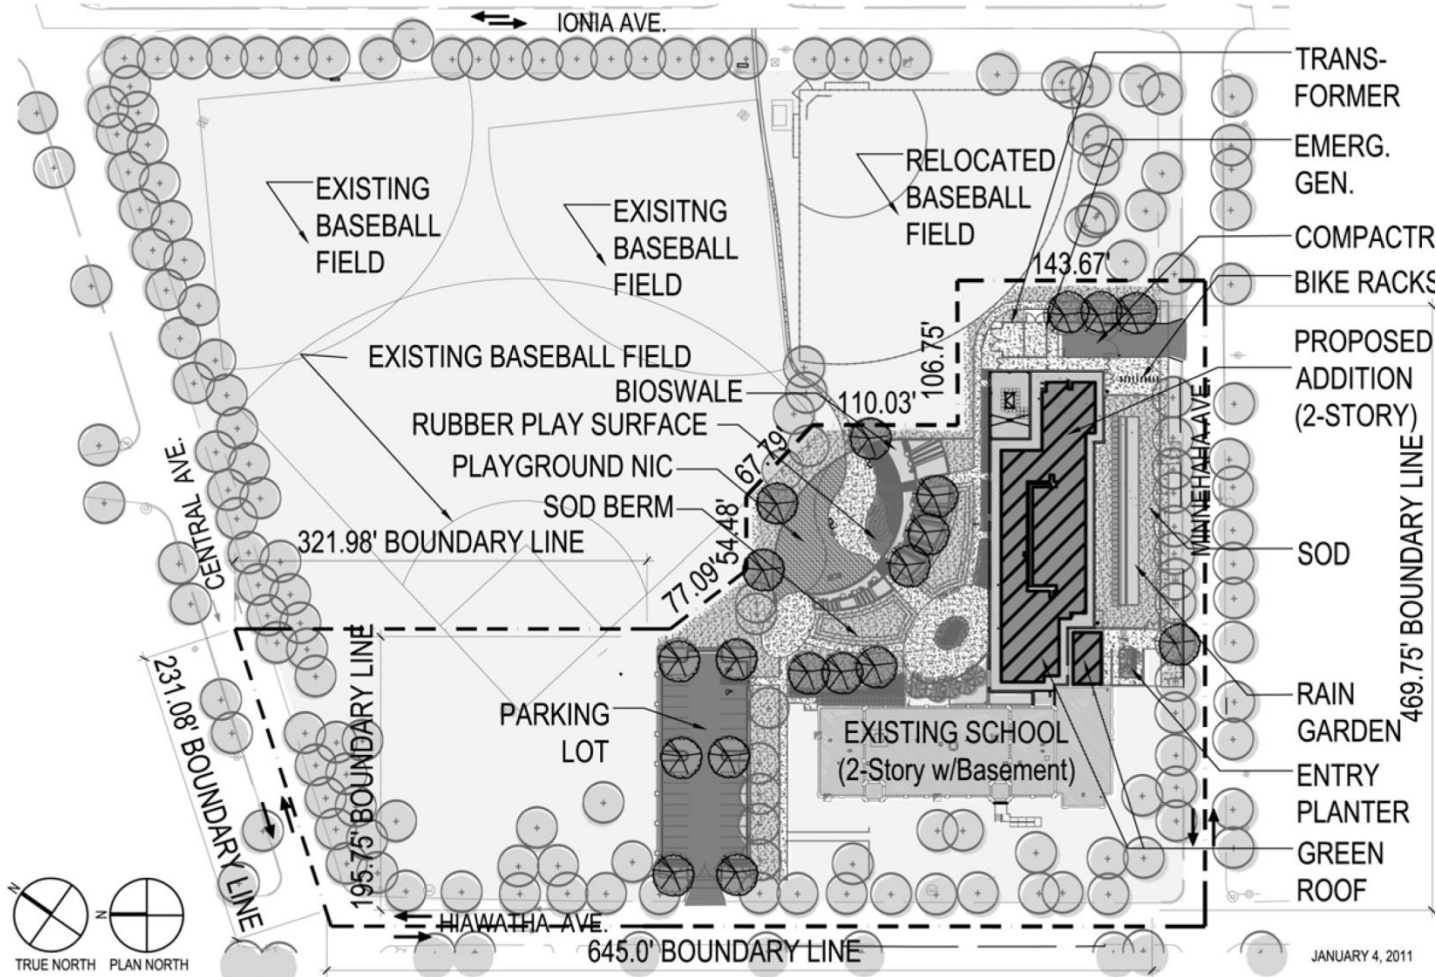 IONIA AVE.
TRANS-
FORMER
EMERG.
GEN.
COMPACTR
BIKE RACKS
PROPOSED
ADDITION
(2-STORY)
SOD
RAIN
GARDEN
ENTRY
PLANTER
GREEN
ROOF
EXISTING
BASEBALL
FIELD
EXISITNG
BASEBALL
FIELD
RELOCATED
BASEBALL
FIELD
143.67'
106.75'
110.03'
67.79'
54.48'
77.09'
EXISTING BASEBALL FIELD
BIOSWALE
RUBBER PLAY SURFACE
PLAYGROUND NIC
SOD BERM
321.98' BOUNDARY LINE
CENTRAL AVE.
MINNEHAHA AVE.
469.75' BOUNDARY LINE
231.08' BOUNDARY LINE
195.75' BOUNDARY LINE
PARKING
LOT
EXISTING SCHOOL
(2-Story w/Basement)
HIAWATHA AVE.
645.0' BOUNDARY LINE
N
N
TRUE NORTH
PLAN NORTH
JANUARY 4, 2011